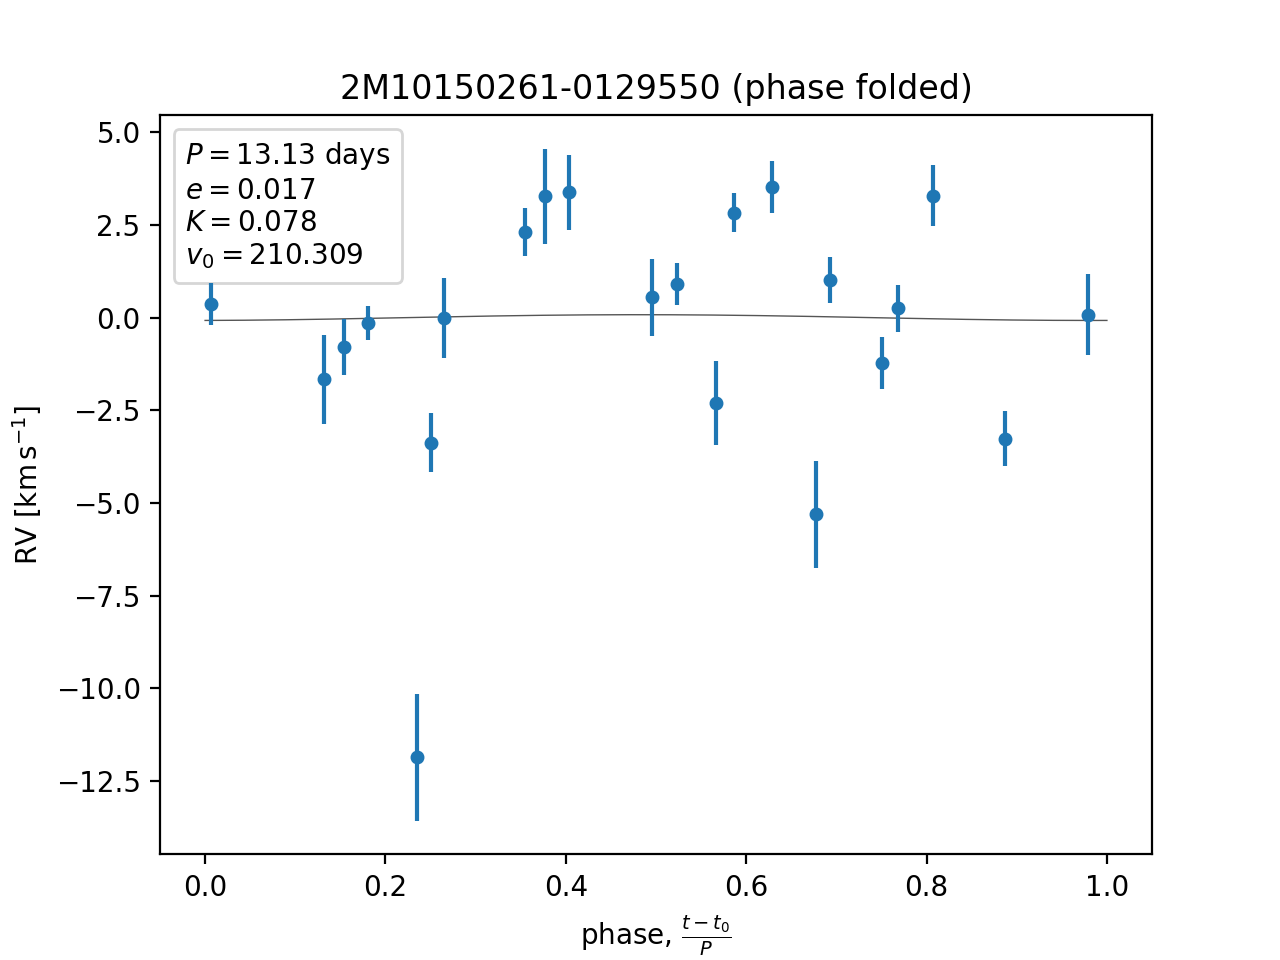 2M10150261-0129550 (phase folded)
P = 13.13 days
e = 0.017
K = 0.078
v₀ = 210.309
5.0
2.5
0.0
−2.5
−5.0
−7.5
−10.0
−12.5
RV [km s⁻¹]
0.0 0.2 0.4 0.6 0.8 1.0
phase, (t − t₀)/P